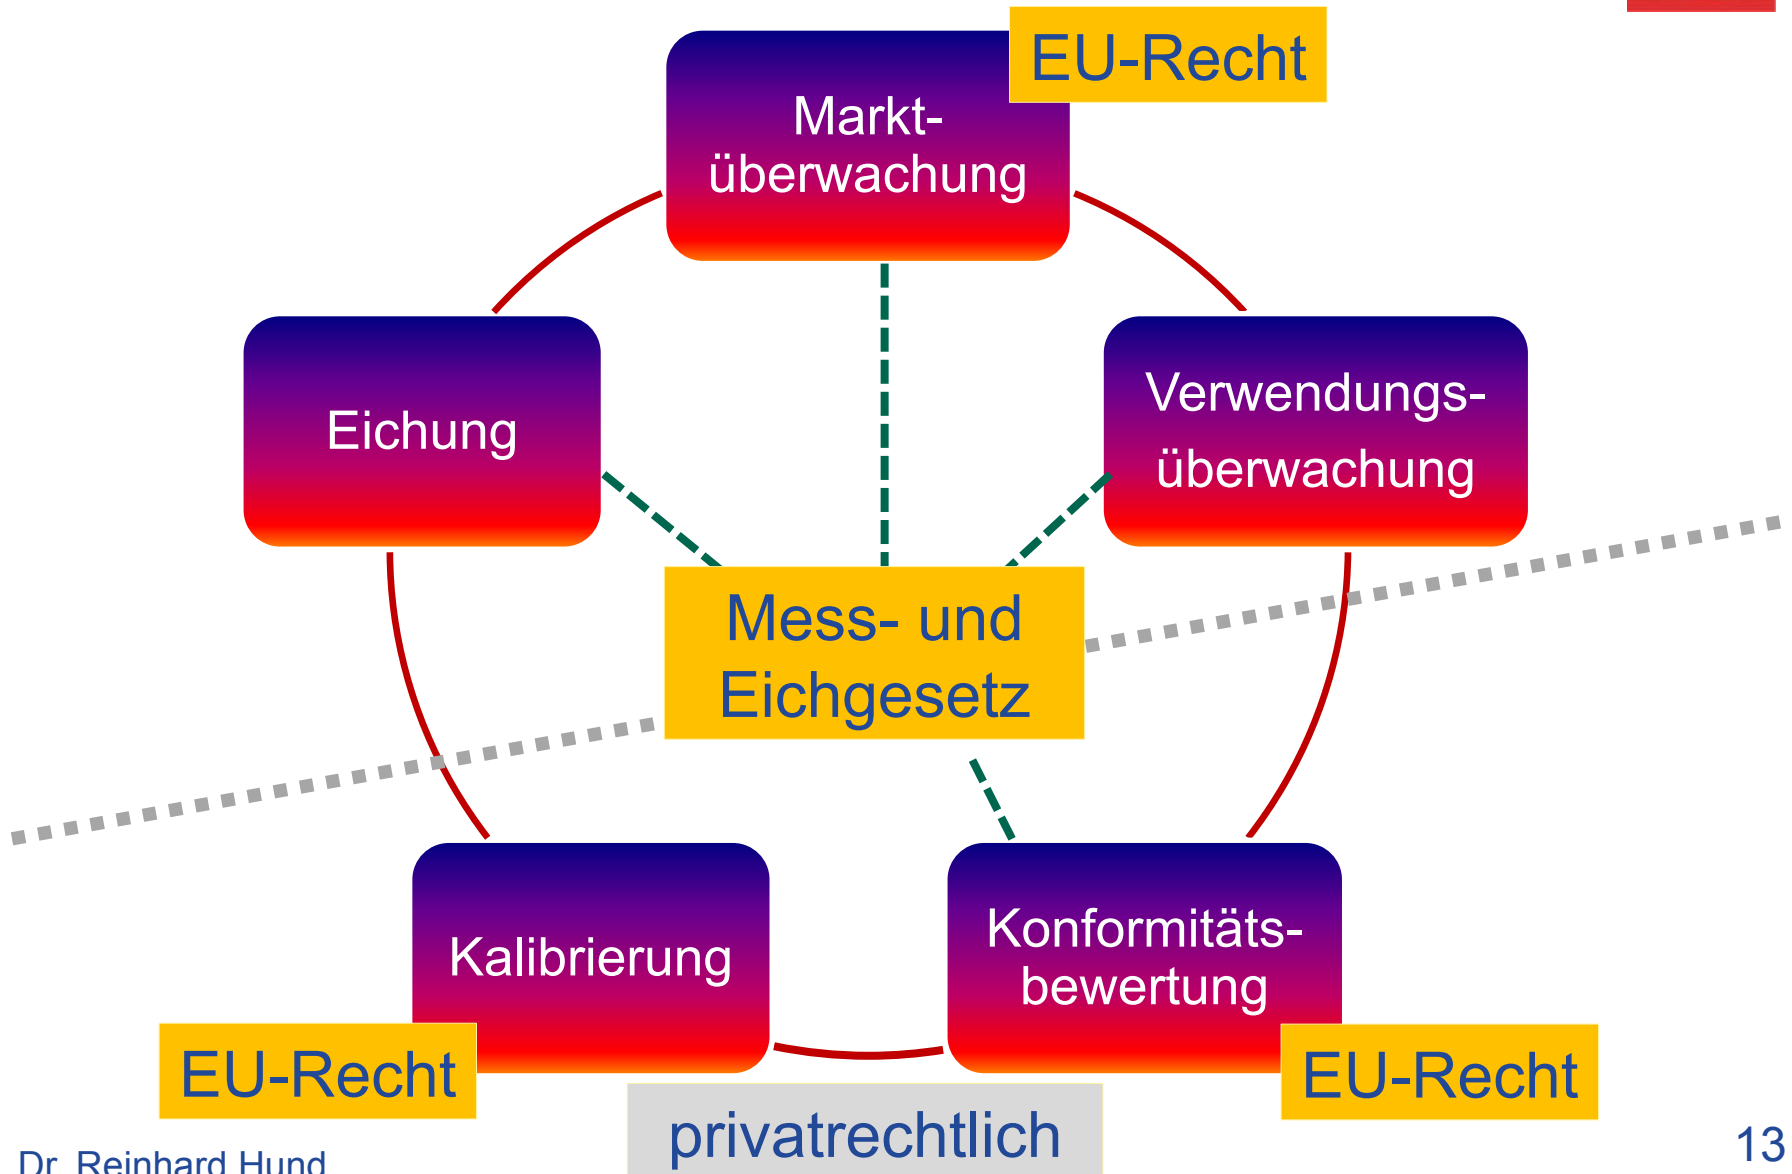 EU-Recht
Markt-
überwachung
Eichung
Verwendungs-
überwachung
Mess- und
Eichgesetz
Kalibrierung
Konformitäts-
bewertung
EU-Recht
EU-Recht
privatrechtlich
Dr. Reinhard Hund
13